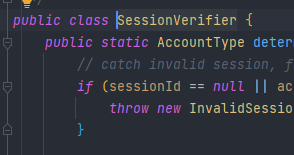 public class SessionVerifier {
public static AccountType deter
// catch invalid session, f
if (sessionId == null || ac
throw new InvalidSessio
}